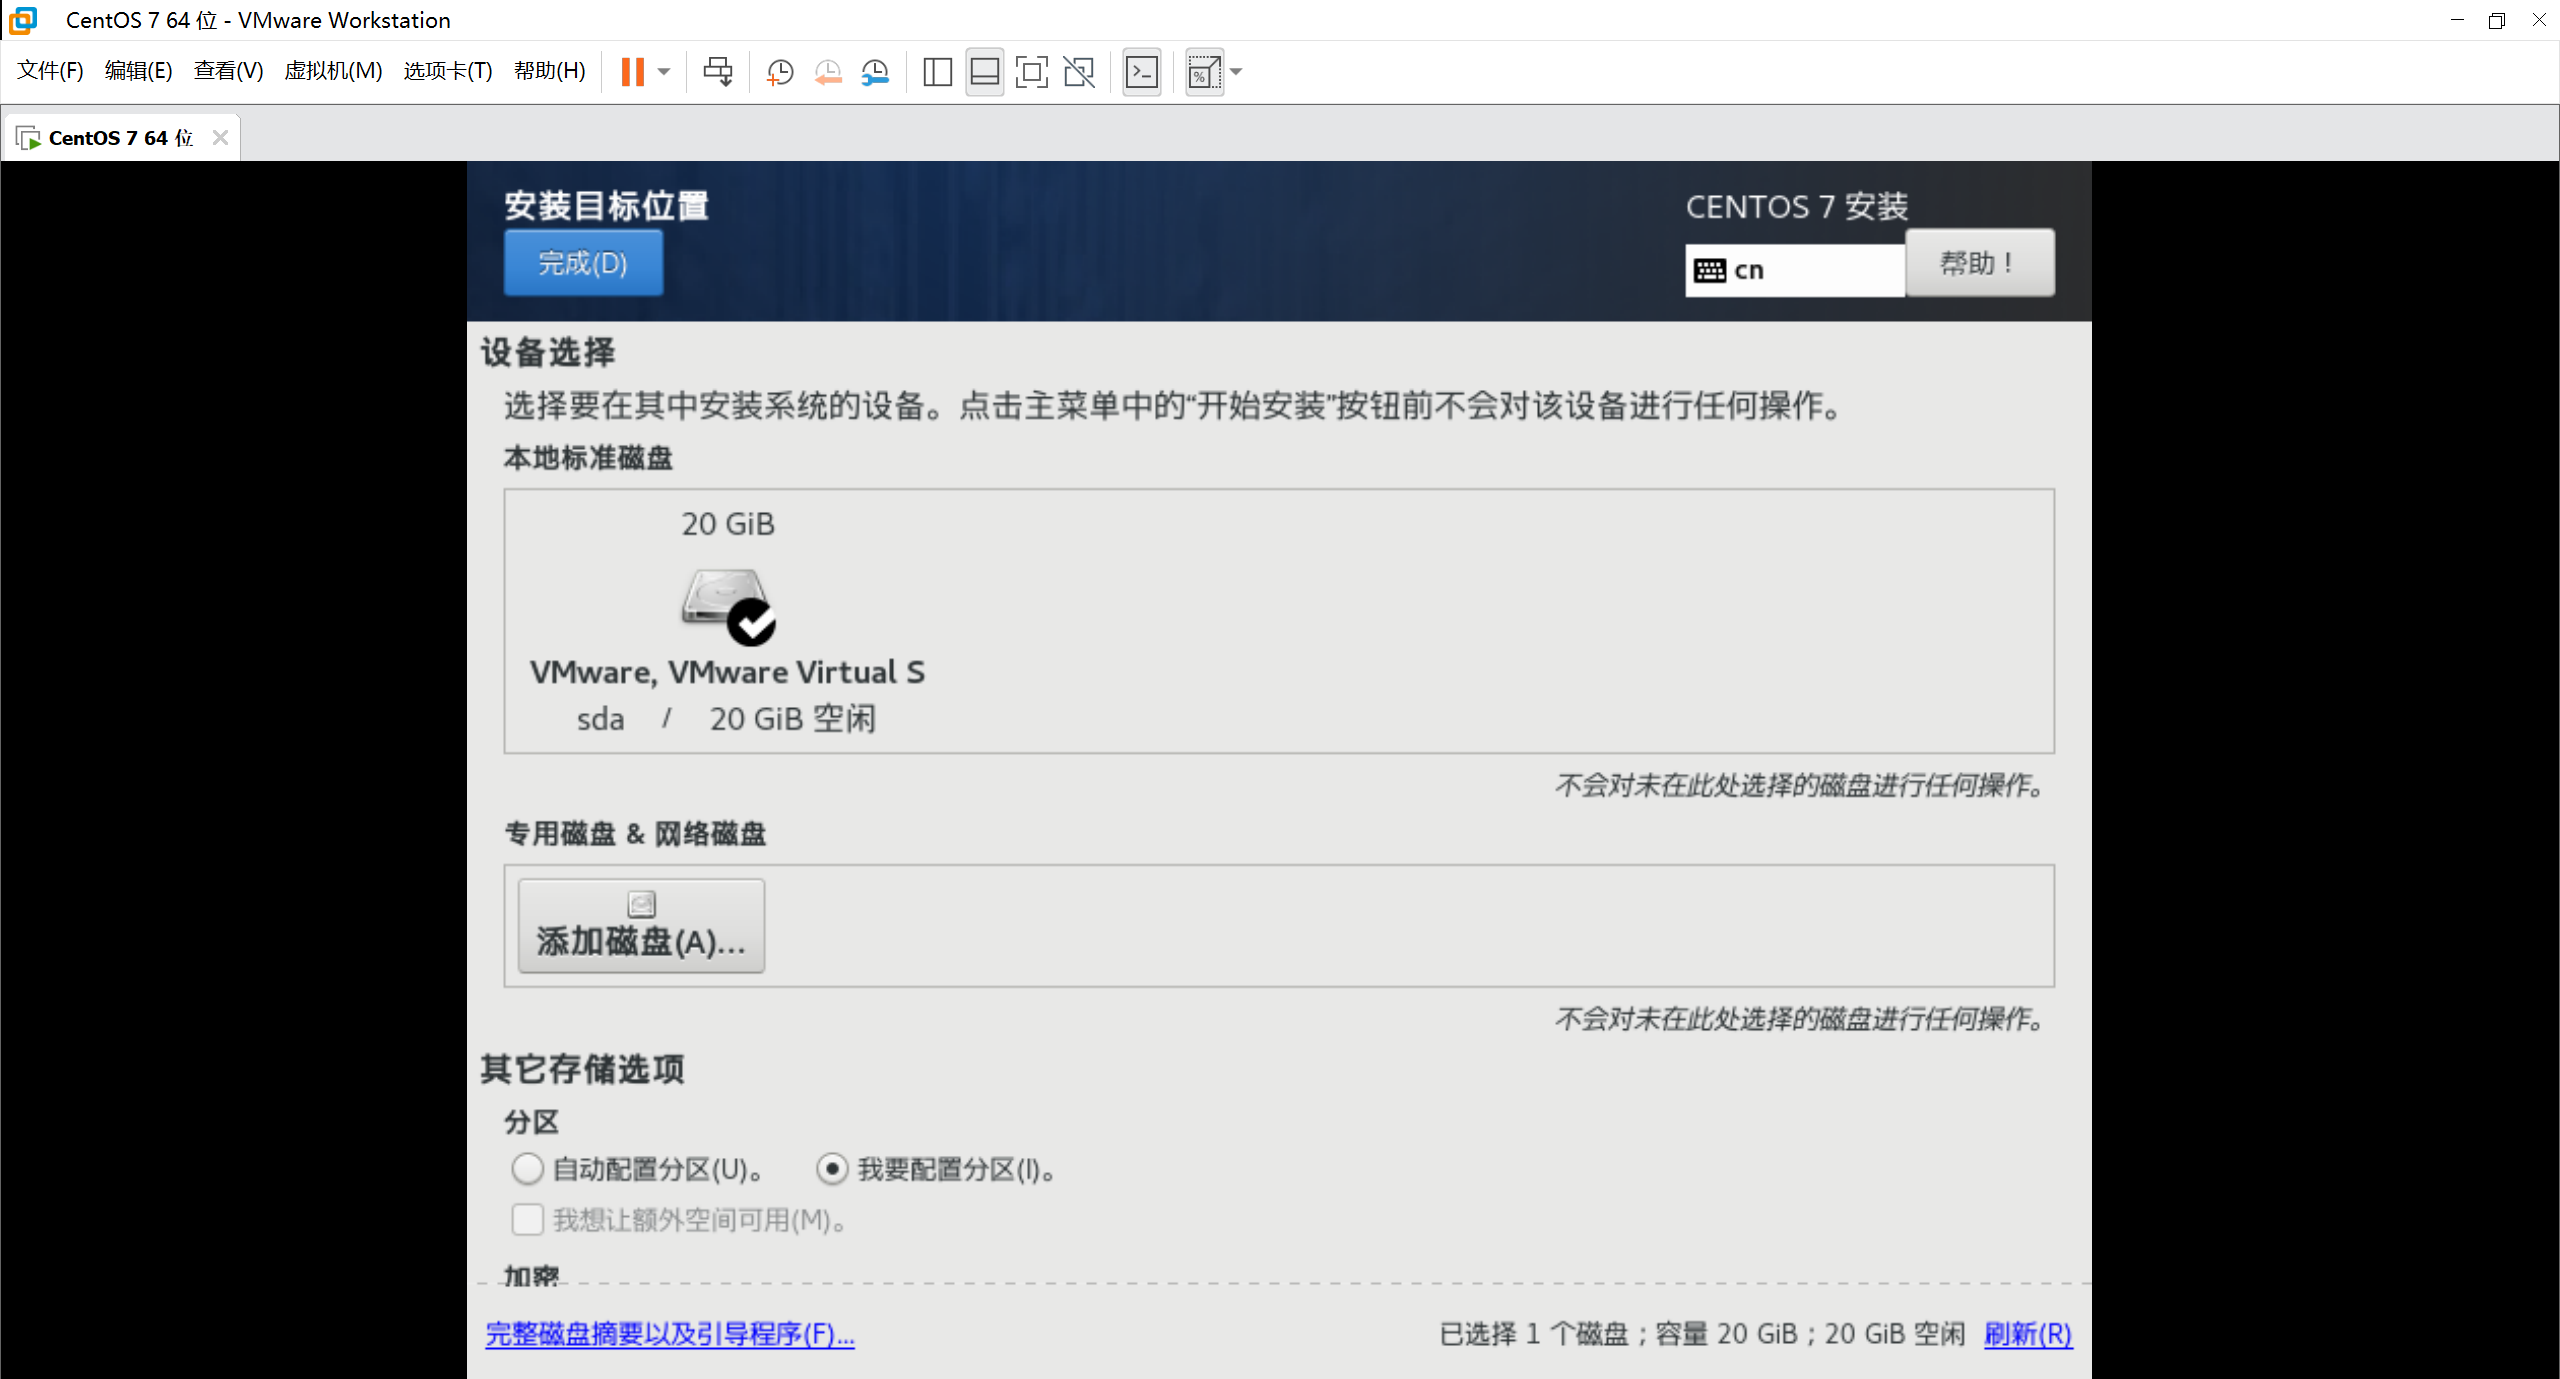 CentOS 7 64 位 - VMware Workstation
文件(F) 编辑(E) 查看(V) 虚拟机(M) 选项卡(T) 帮助(H)
CentOS 7 64 位
安装目标位置
CENTOS 7 安装
完成(D)
cn
帮助！
设备选择
选择要在其中安装系统的设备。点击主菜单中的“开始安装”按钮前不会对该设备进行任何操作。
本地标准磁盘
20 GiB
VMware, VMware Virtual S
sda / 20 GiB 空闲
不会对未在此处选择的磁盘进行任何操作。
专用磁盘 & 网络磁盘
添加磁盘(A)...
不会对未在此处选择的磁盘进行任何操作。
其它存储选项
分区
自动配置分区(U)。 我要配置分区(I)。
我想让额外空间可用(M)。
加密
完整磁盘摘要以及引导程序(F)...
已选择 1 个磁盘；容量 20 GiB；20 GiB 空闲 刷新(R)